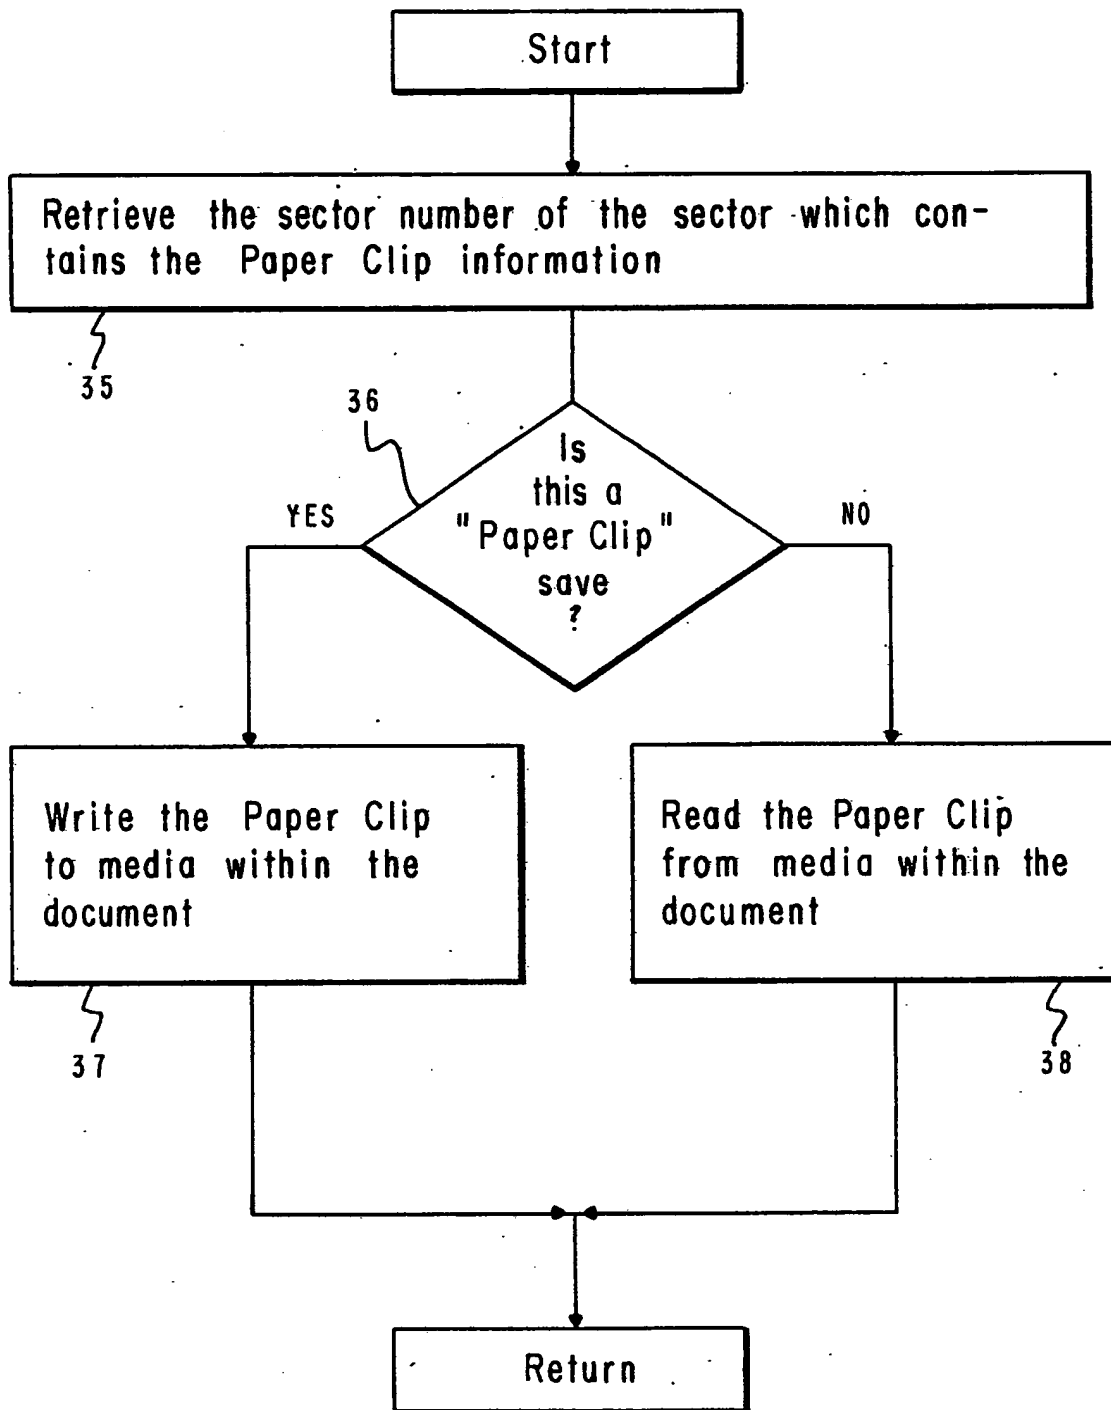 Start
Retrieve the sector number of the sector which con-
tains the Paper Clip information
35
36
Is
this a
"Paper Clip"
save
?
YES
NO
Write the Paper Clip
to media within the
document
Read the Paper Clip
from media within the
document
37
38
Return